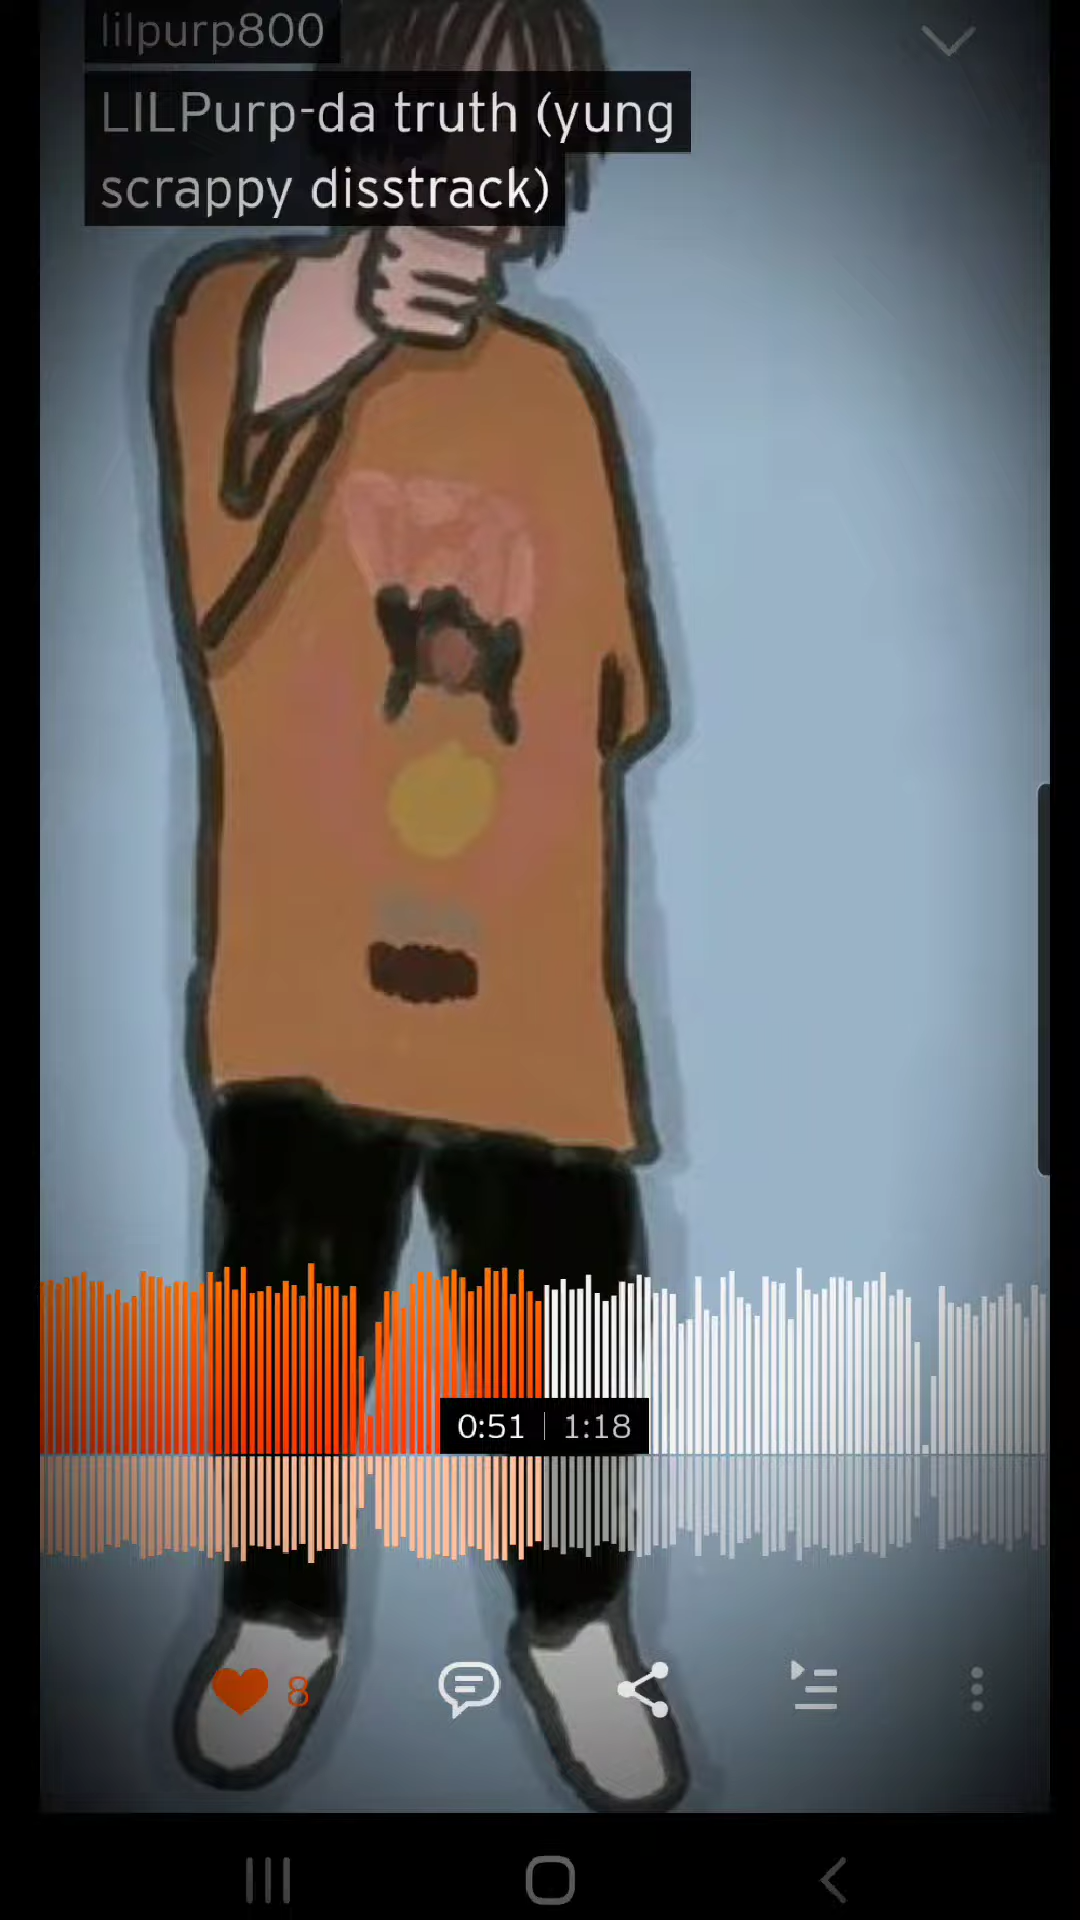 lilpurp800
LILPurp-da truth (yung
scrappy disstrack)
0:51 | 1:18
8